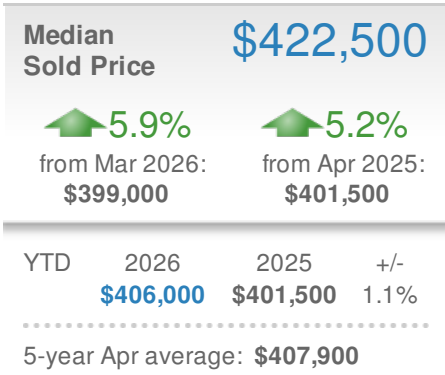 Median
Sold Price
$422,500
5.9%
from Mar 2026:
$399,000
5.2%
from Apr 2025:
$401,500
YTD 2026 2025 +/-
$406,000 $401,500 1.1%
5-year Apr average: $407,900